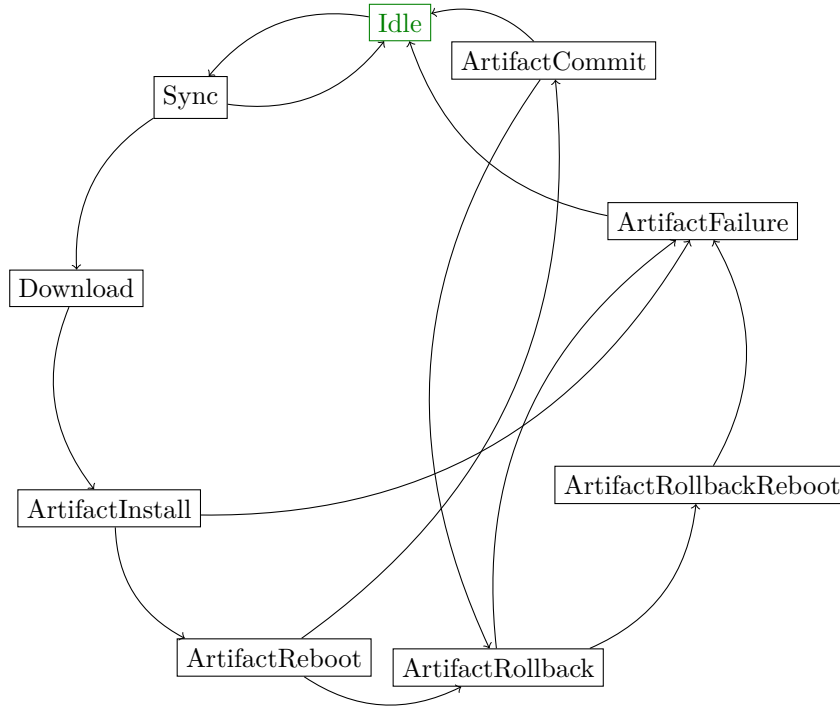 Idle
ArtifactCommit
Sync
ArtifactFailure
Download
ArtifactRollbackReboot
ArtifactInstall
ArtifactReboot
ArtifactRollback